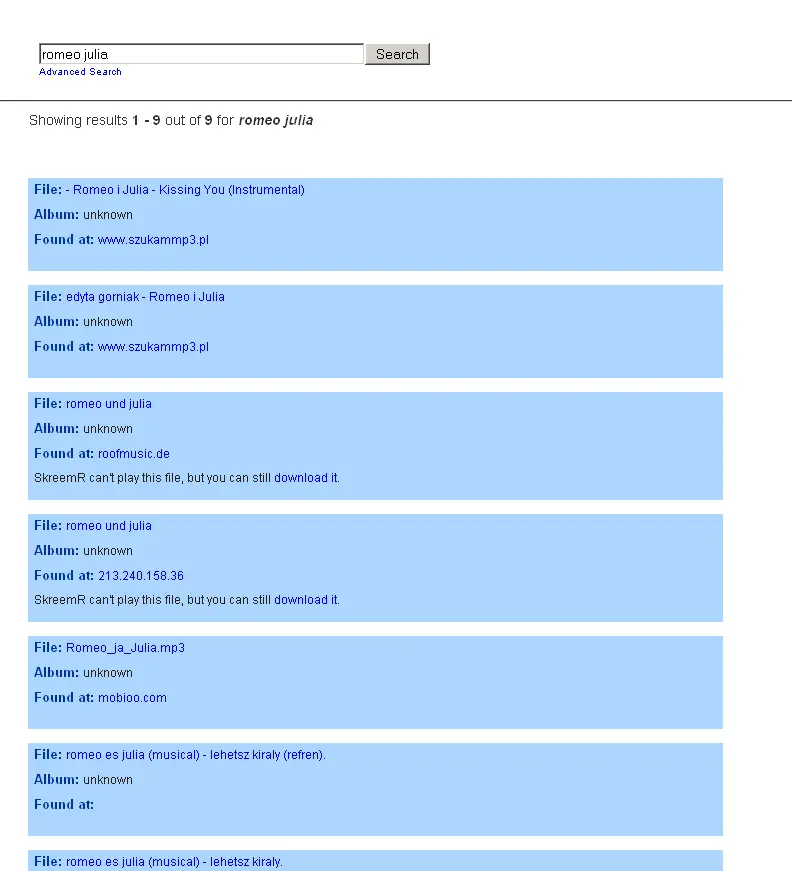 romeo julia Search
Advanced Search
Showing results 1 - 9 out of 9 for romeo julia
File: - Romeo i Julia - Kissing You (Instrumental)
Album: unknown
Found at: www.szukammp3.pl
File: edyta gorniak - Romeo i Julia
Album: unknown
Found at: www.szukammp3.pl
File: romeo und julia
Album: unknown
Found at: roofmusic.de
SkreemR can't play this file, but you can still download it.
File: romeo und julia
Album: unknown
Found at: 213.240.158.36
SkreemR can't play this file, but you can still download it.
File: Romeo_ja_Julia.mp3
Album: unknown
Found at: mobioo.com
File: romeo es julia (musical) - lehetsz kiraly (refren).
Album: unknown
Found at:
File: romeo es julia (musical) - lehetsz kiraly.